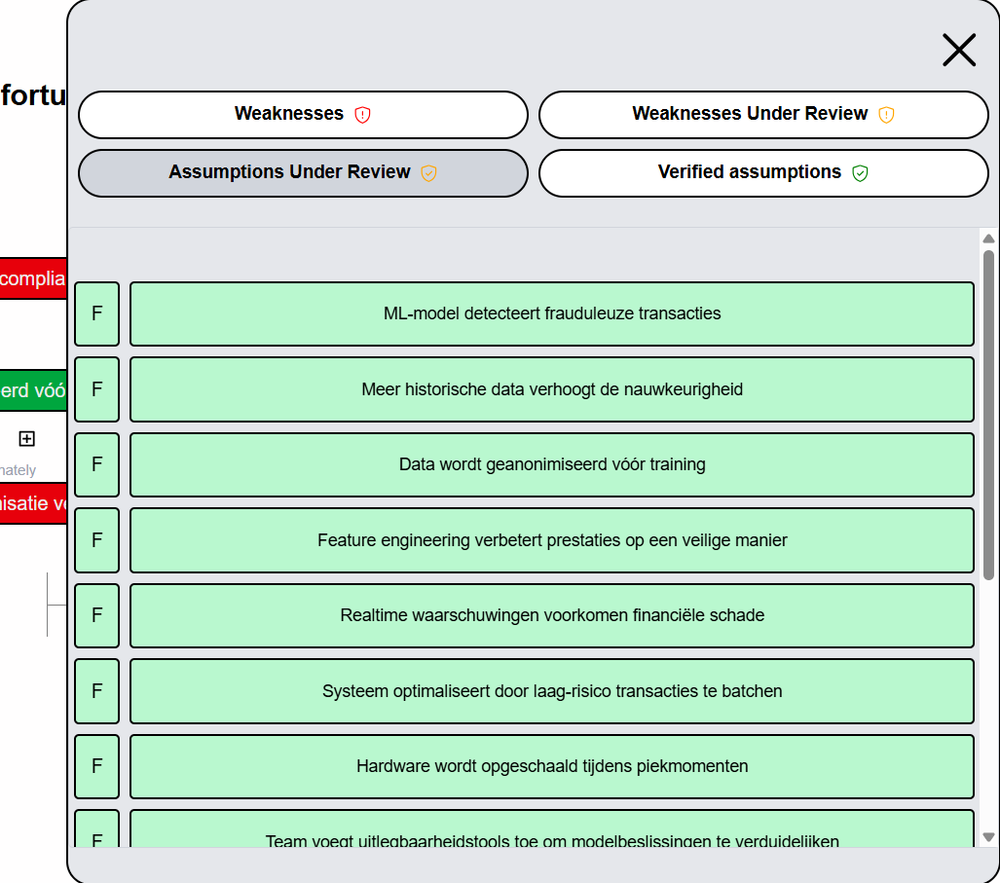 fortu
Weaknesses
Weaknesses Under Review
Assumptions Under Review
Verified assumptions
complia
erd vóó
nately
nisatie ve
F ML-model detecteert frauduleuze transacties
F Meer historische data verhoogt de nauwkeurigheid
F Data wordt geanonimiseerd vóór training
F Feature engineering verbetert prestaties op een veilige manier
F Realtime waarschuwingen voorkomen financiële schade
F Systeem optimaliseert door laag-risico transacties te batchen
F Hardware wordt opgeschaald tijdens piekmomenten
F Team voegt uitlegbaarheidstools toe om modelbeslissingen te verduidelijken